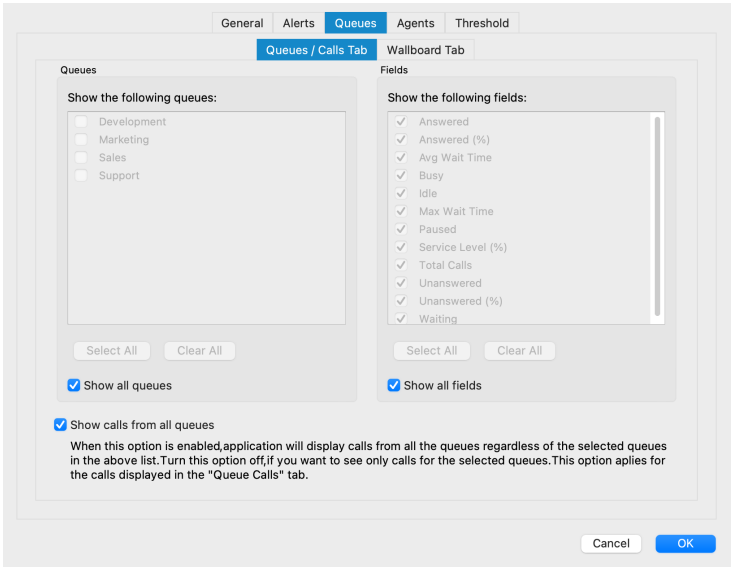 General Alerts Queues Agents Threshold
Queues / Calls Tab Wallboard Tab
Queues
Show the following queues:
Development
Marketing
Sales
Support
Select All Clear All
Show all queues
Fields
Show the following fields:
Answered
Answered (%)
Avg Wait Time
Busy
Idle
Max Wait Time
Paused
Service Level (%)
Total Calls
Unanswered
Unanswered (%)
Waiting
Select All Clear All
Show all fields
Show calls from all queues
When this option is enabled,application will display calls from all the queues regardless of the selected queues
in the above list.Turn this option off,if you want to see only calls for the selected queues.This option aplies for
the calls displayed in the "Queue Calls" tab.
Cancel OK